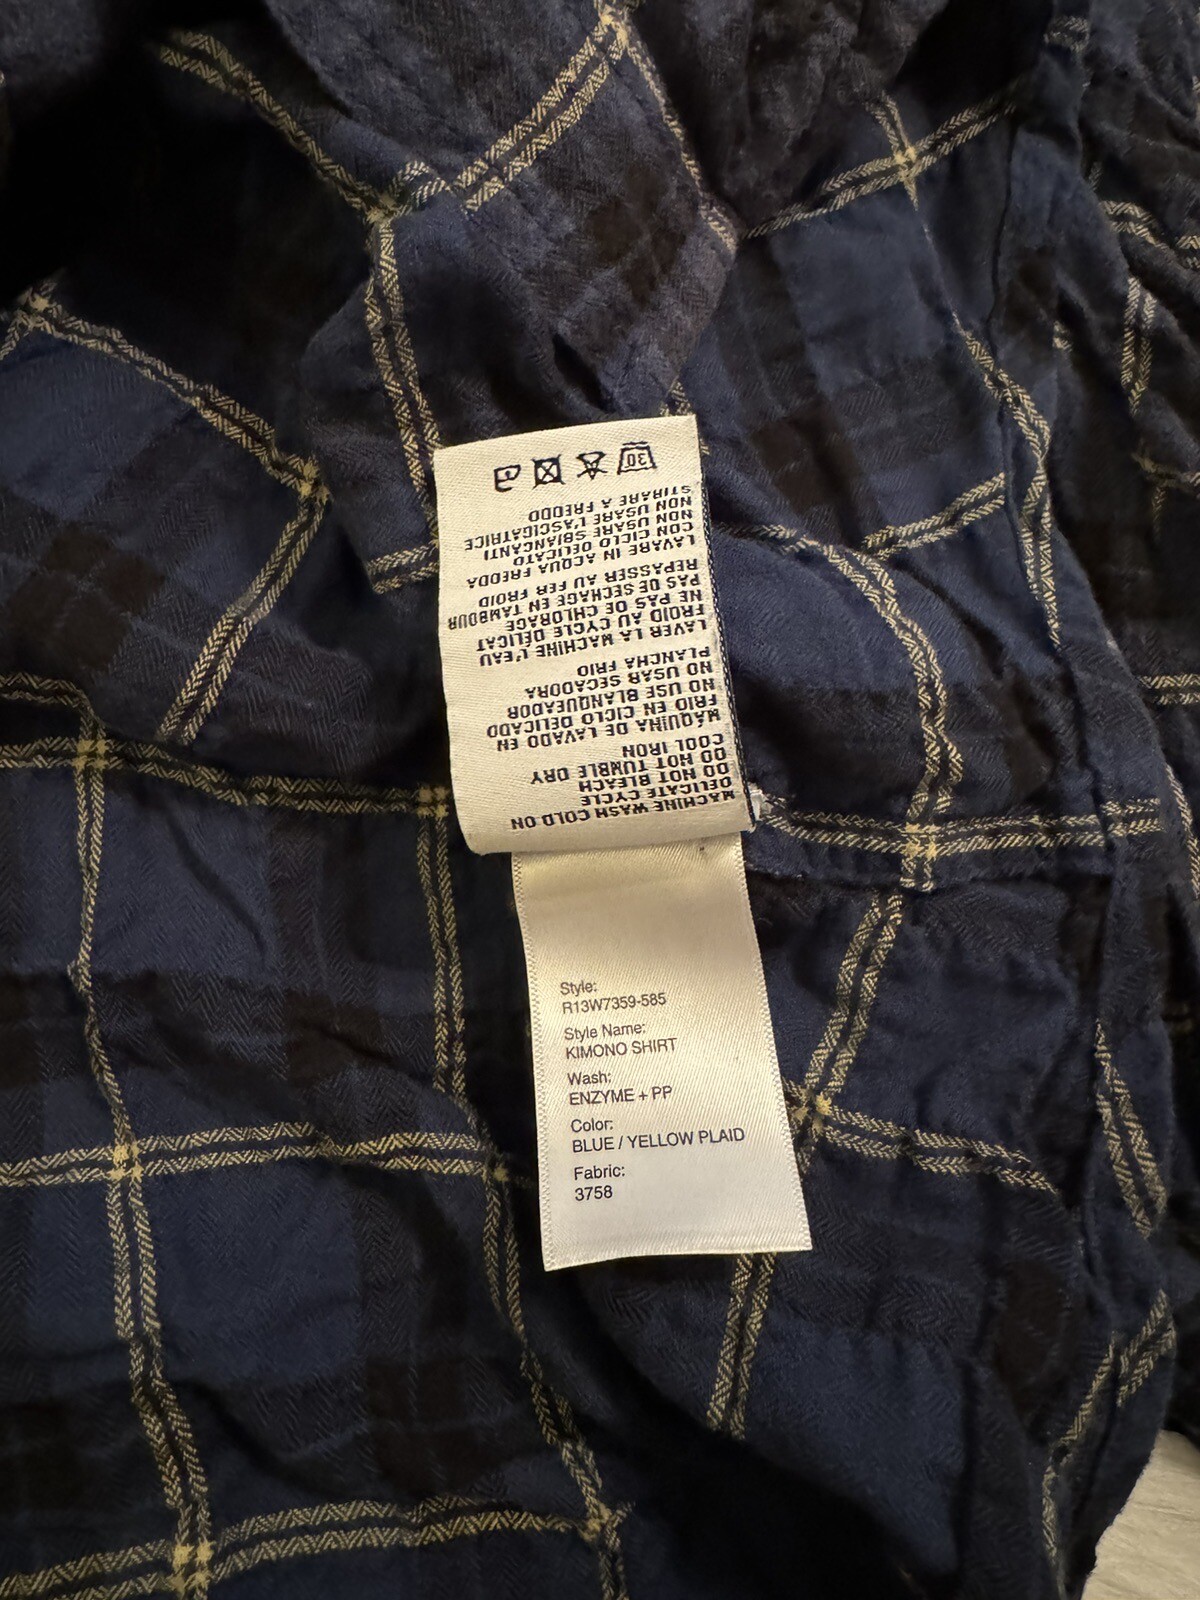 MACHINE WASH COLD ON
DELICATE CYCLE
DO NOT BLEACH
DO NOT TUMBLE DRY
COOL IRON
MÁQUINA DE LAVADO EN
FRIO EN CICLO DELICADO
NO USE BLANQUEADOR
NO USAR SECADORA
PLANCHA FRIO
LAVER LA MACHINE L'EAU
FROID AU CYCLE DÉLICAT
NE PAS DE CHLORAGE
PAS DE SECHAGE EN TAMBOUR
REPASSER AU FER FROID
LAVARE IN ACQUA FREDDA
CON CICLO DELICATO
NON USARE SBIANCANTI
NON USARE L'ASCIGATRICE
STIRARE A FREDDO
30
Style:
R13W7359-585
Style Name:
KIMONO SHIRT
Wash:
ENZYME + PP
Color:
BLUE / YELLOW PLAID
Fabric:
3758